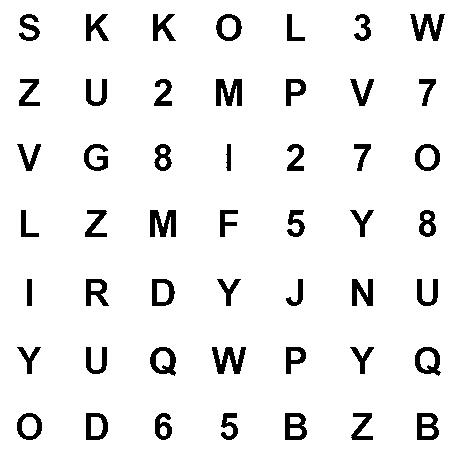 S K K O L 3 W
Z U 2 M P V 7
V G 8 I 2 7 O
L Z M F 5 Y 8
I R D Y J N U
Y U Q W P Y Q
O D 6 5 B Z B